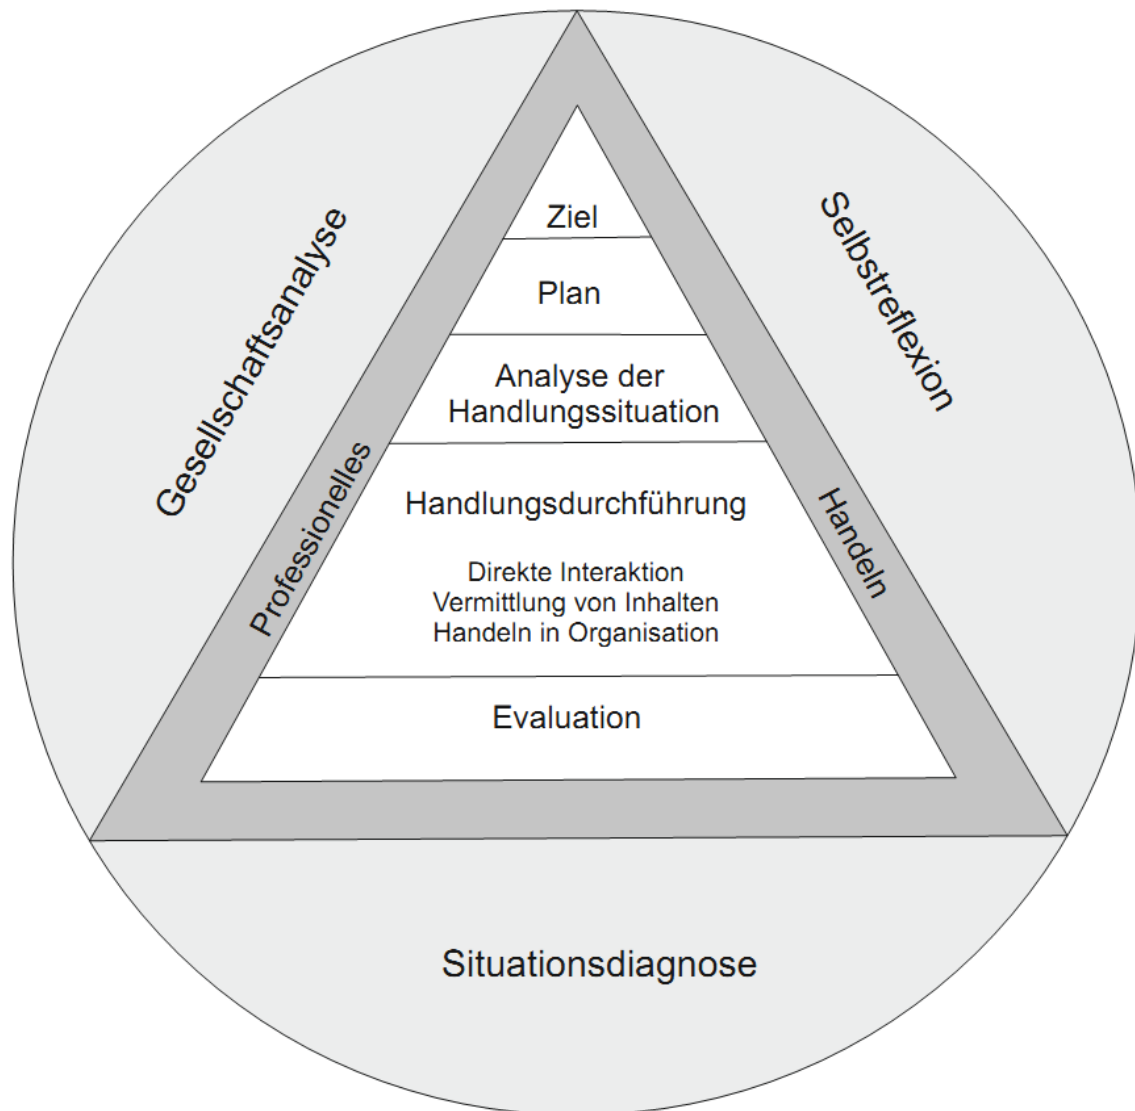 Gesellschaftsanalyse
Selbstreflexion
Professionelles
Handeln
Ziel
Plan
Analyse der
Handlungssituation
Handlungsdurchführung
Direkte Interaktion
Vermittlung von Inhalten
Handeln in Organisation
Evaluation
Situationsdiagnose